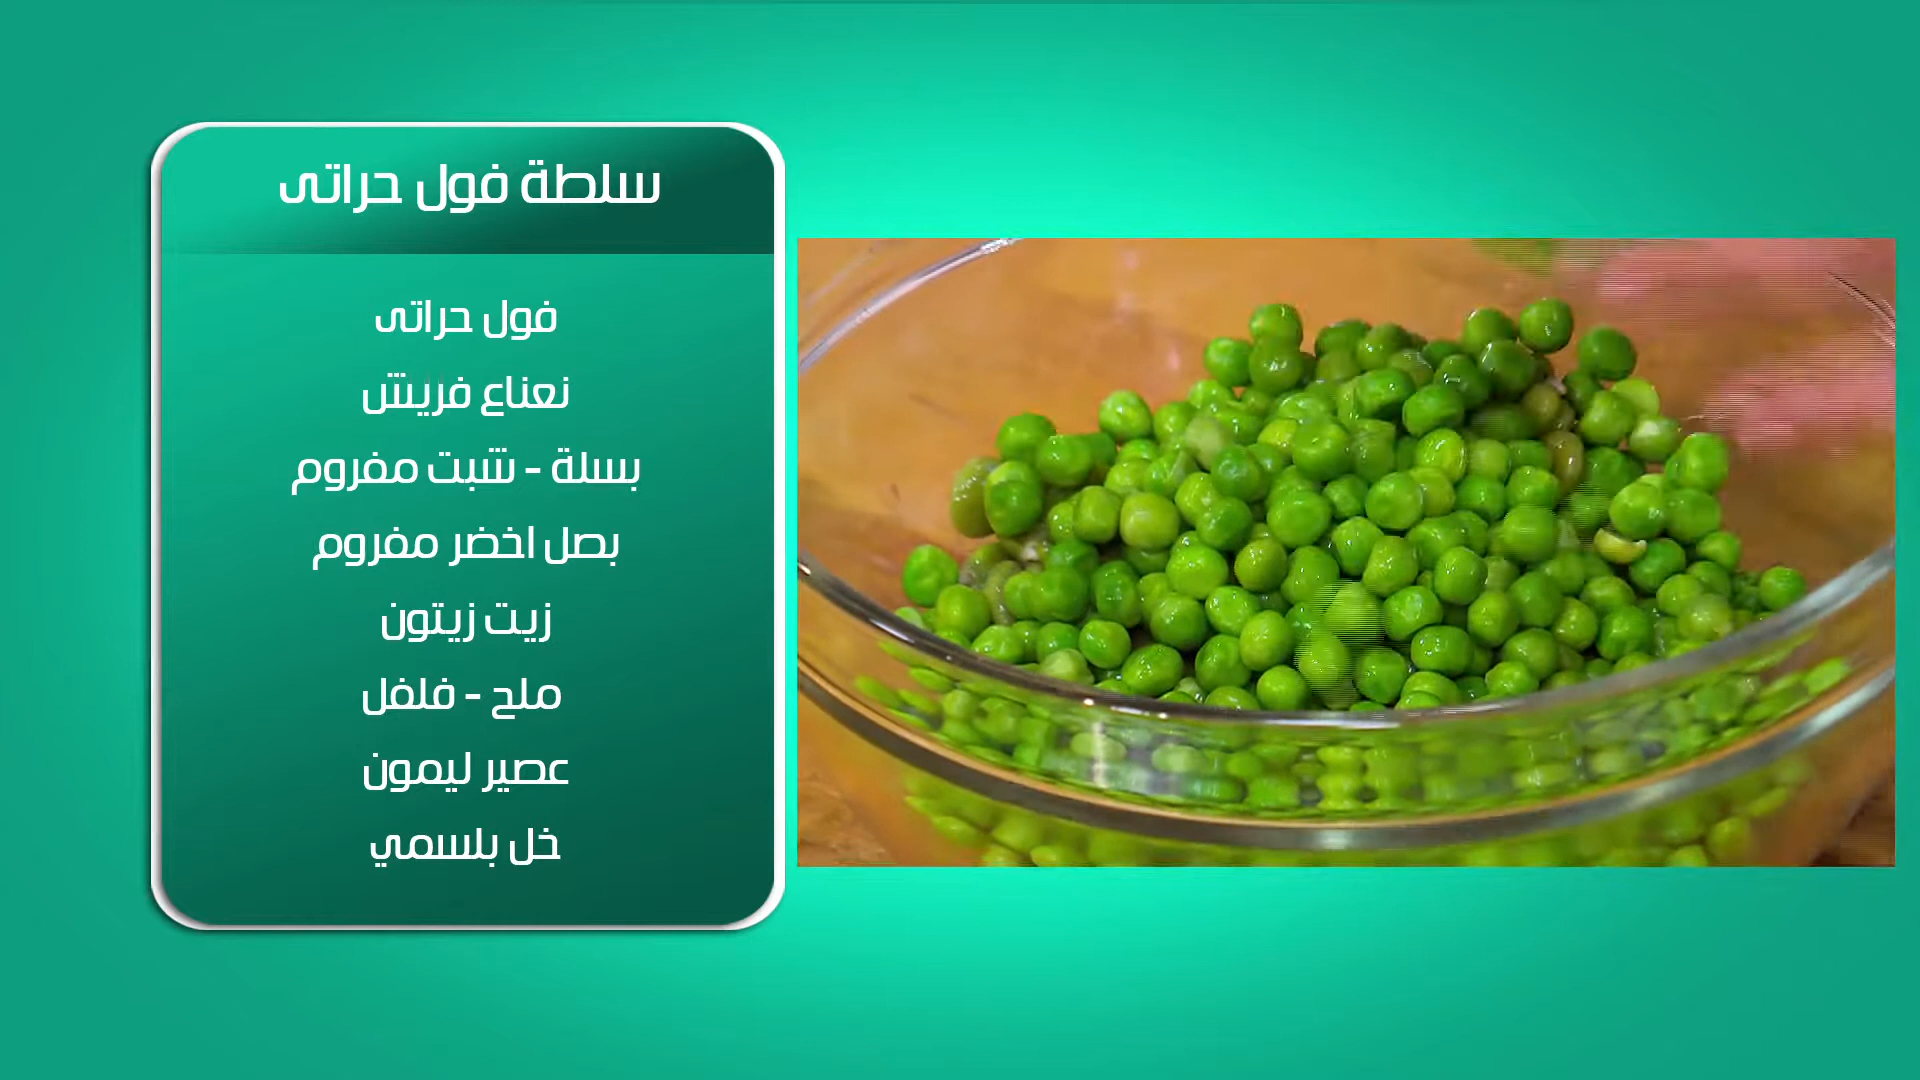 سلطة فول حراتى
فول حراتى
نعناع فريش
بسلة - شبت مفروم
بصل اخضر مفروم
زيت زيتون
ملح - فلفل
عصير ليمون
خل بلسمي